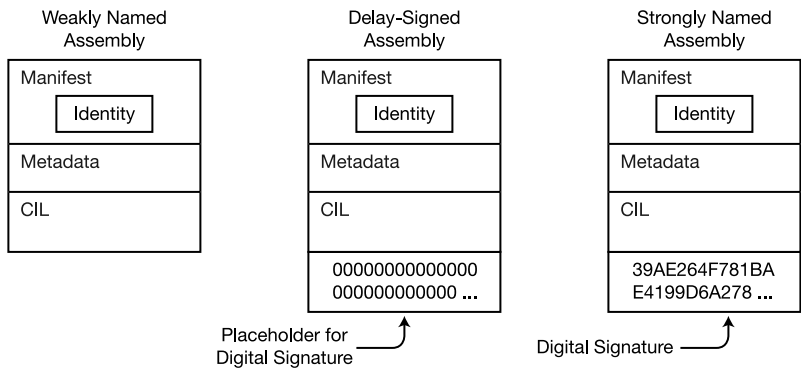 Weakly Named
Assembly
Manifest
Identity
Metadata
CIL
Delay-Signed
Assembly
Manifest
Identity
Metadata
CIL
00000000000000
000000000000 ...
Placeholder for
Digital Signature
Strongly Named
Assembly
Manifest
Identity
Metadata
CIL
39AE264F781BA
E4199D6A278 ...
Digital Signature